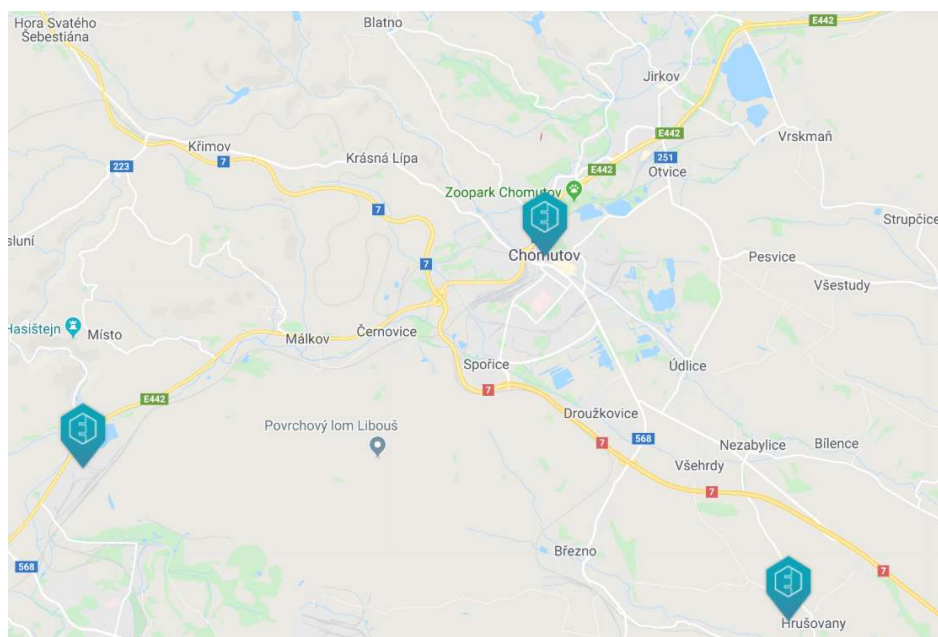 Hora Svatého
Šebestiána
Blatno
E442
Jirkov
Vrskmaň
E442
Křimov
7
Krásná Lípa
223
E442
251
Otvice
Zoopark Chomutov
7
Strupčice
sluní
Chomutov
7
Pesvice
Všestudy
Hasištejn
Místo
Málkov
Černovice
Spořice
Údlice
7
E442
Droužkovice
Povrchový lom Libouš
7
568
Nezabylice
Bílence
Všehrdy
7
Březno
568
7
Hrušovany